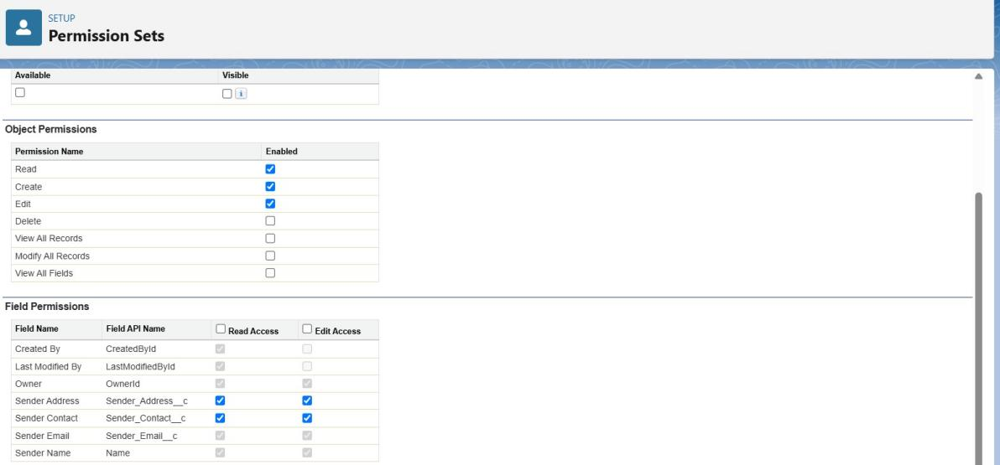 SETUP
Permission Sets
Available Visible
i
Object Permissions
Permission Name Enabled
Read
Create
Edit
Delete
View All Records
Modify All Records
View All Fields
Field Permissions
Field Name Field API Name Read Access Edit Access
Created By CreatedById
Last Modified By LastModifiedById
Owner OwnerId
Sender Address Sender_Address__c
Sender Contact Sender_Contact__c
Sender Email Sender_Email__c
Sender Name Name